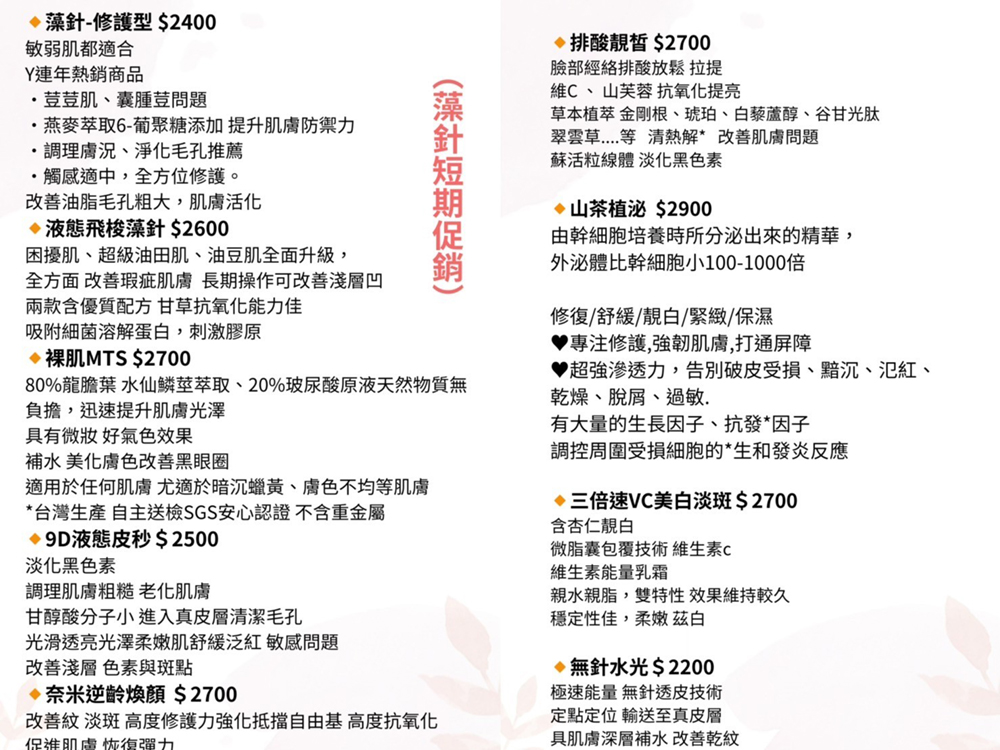 🔸藻針-修護型 $2400
敏弱肌都適合
Y連年熱銷商品
・荳荳肌、囊腫荳問題
・燕麥萃取6-葡聚糖添加 提升肌膚防禦力
・調理膚況、淨化毛孔推薦
・觸感適中，全方位修護。
改善油脂毛孔粗大，肌膚活化
🔸液態飛梭藻針 $2600
困擾肌、超級油田肌、油豆肌全面升級，
全方面 改善瑕疵肌膚 長期操作可改善淺層凹
兩款含優質配方 甘草抗氧化能力佳
吸附細菌溶解蛋白，刺激膠原
🔸裸肌MTS $2700
80%龍膽葉 水仙鱗莖萃取、20%玻尿酸原液天然物質無
負擔，迅速提升肌膚光澤
具有微妝 好氣色效果
補水 美化膚色改善黑眼圈
適用於任何肌膚 尤適於暗沉蠟黃、膚色不均等肌膚
*台灣生產 自主送檢SGS安心認證 不含重金屬
🔸9D液態皮秒＄2500
淡化黑色素
調理肌膚粗糙 老化肌膚
甘醇酸分子小 進入真皮層清潔毛孔
光滑透亮光澤柔嫩肌舒緩泛紅 敏感問題
改善淺層 色素與斑點
🔸奈米逆齡煥顏 ＄2700
改善紋 淡斑 高度修護力強化抵擋自由基 高度抗氧化
促進肌膚 恢復彈力
（藻針短期促銷）
🔸排酸靚皙 $2700
臉部經絡排酸放鬆 拉提
維C 、 山芙蓉 抗氧化提亮
草本植萃 金剛根、琥珀、白藜蘆醇、谷甘光肽
翠雲草....等 清熱解* 改善肌膚問題
蘇活粒線體 淡化黑色素
🔸山茶植泌 $2900
由幹細胞培養時所分泌出來的精華，
外泌體比幹細胞小100-1000倍
修復/舒緩/靚白/緊緻/保濕
♥專注修護,強韌肌膚,打通屏障
♥超強滲透力，告別破皮受損、黯沉、氾紅、
乾燥、脫屑、過敏.
有大量的生長因子、抗發*因子
調控周圍受損細胞的*生和發炎反應
🔸三倍速VC美白淡斑＄2700
含杏仁靚白
微脂囊包覆技術 維生素c
維生素能量乳霜
親水親脂，雙特性 效果維持較久
穩定性佳，柔嫩 茲白
🔸無針水光＄2200
極速能量 無針透皮技術
定點定位 輸送至真皮層
具肌膚深層補水 改善乾紋